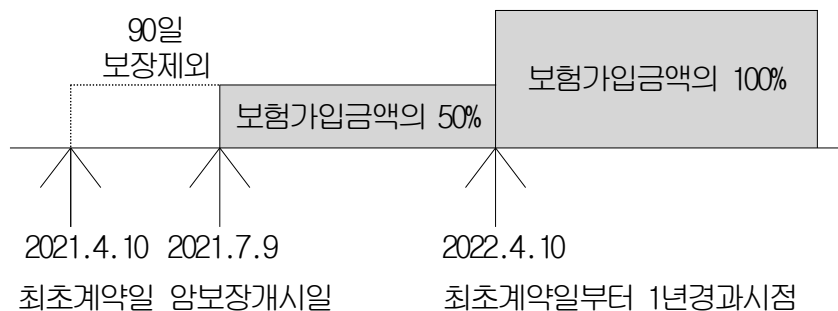 90일
보장제외
보험가입금액의 50%
보험가입금액의 100%
2021.4.10 2021.7.9 2022.4.10
최초계약일 암보장개시일 최초계약일부터 1년경과시점